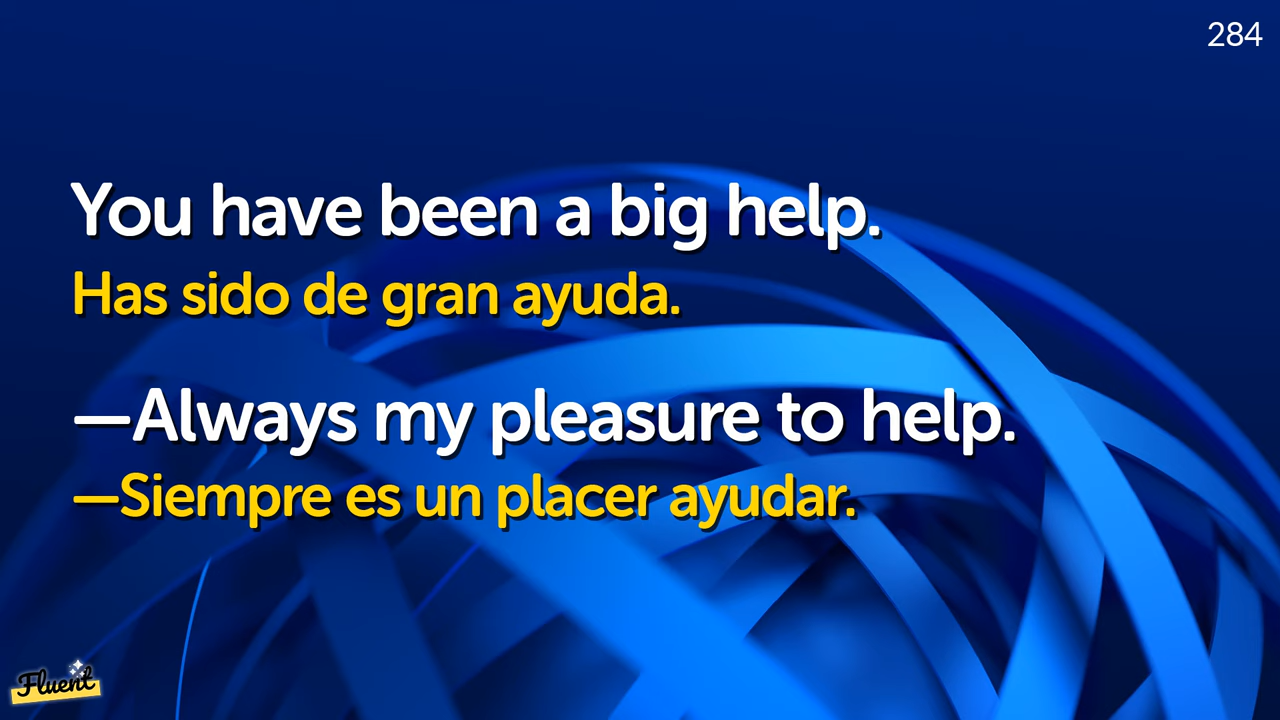 284
You have been a big help.
Has sido de gran ayuda.
—Always my pleasure to help.
—Siempre es un placer ayudar.
Fluent